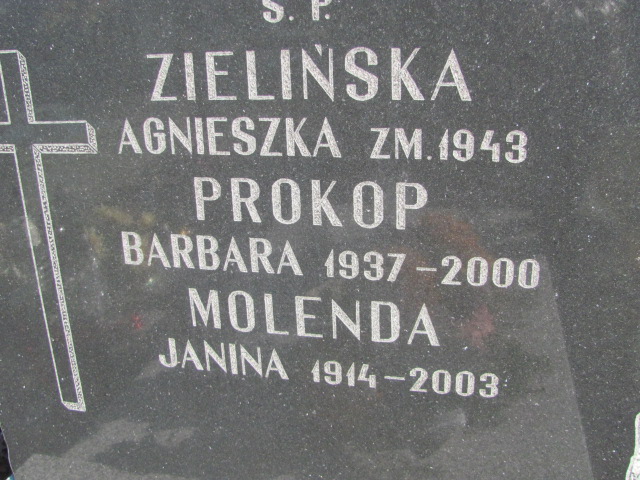 Ś. P.
ZIELIŃSKA
AGNIESZKA ZM. 1943
PROKOP
BARBARA 1937-2000
MOLENDA
JANINA 1914-2003